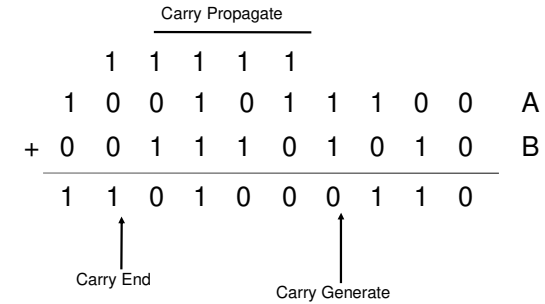 Carry Propagate
1 1 1 1 1
1 0 0 1 0 1 1 1 0 0 A
+ 0 0 1 1 1 0 1 0 1 0 B
1 1 0 1 0 0 0 1 1 0
Carry End
Carry Generate